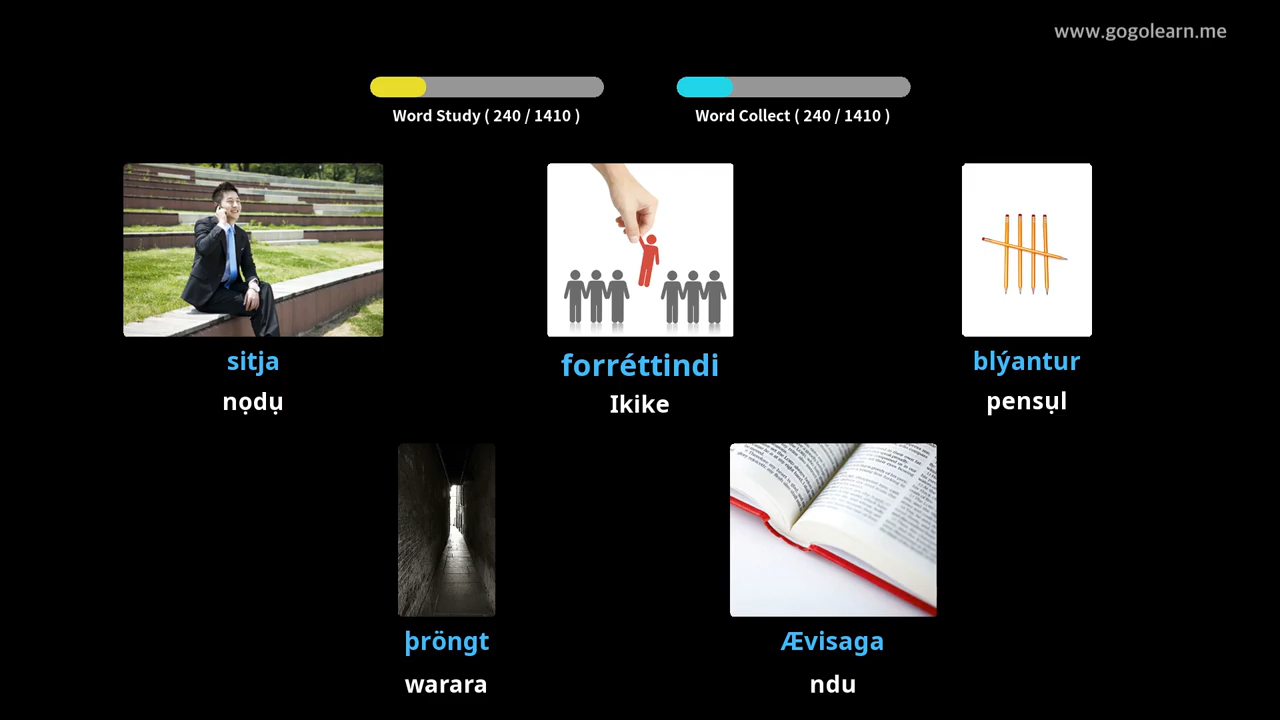 www.gogolearn.me
Word Study ( 240 / 1410 )
Word Collect ( 240 / 1410 )
sitja
nọdụ
forréttindi
Ikike
blýantur
pensụl
þröngt
warara
Ævisaga
ndu